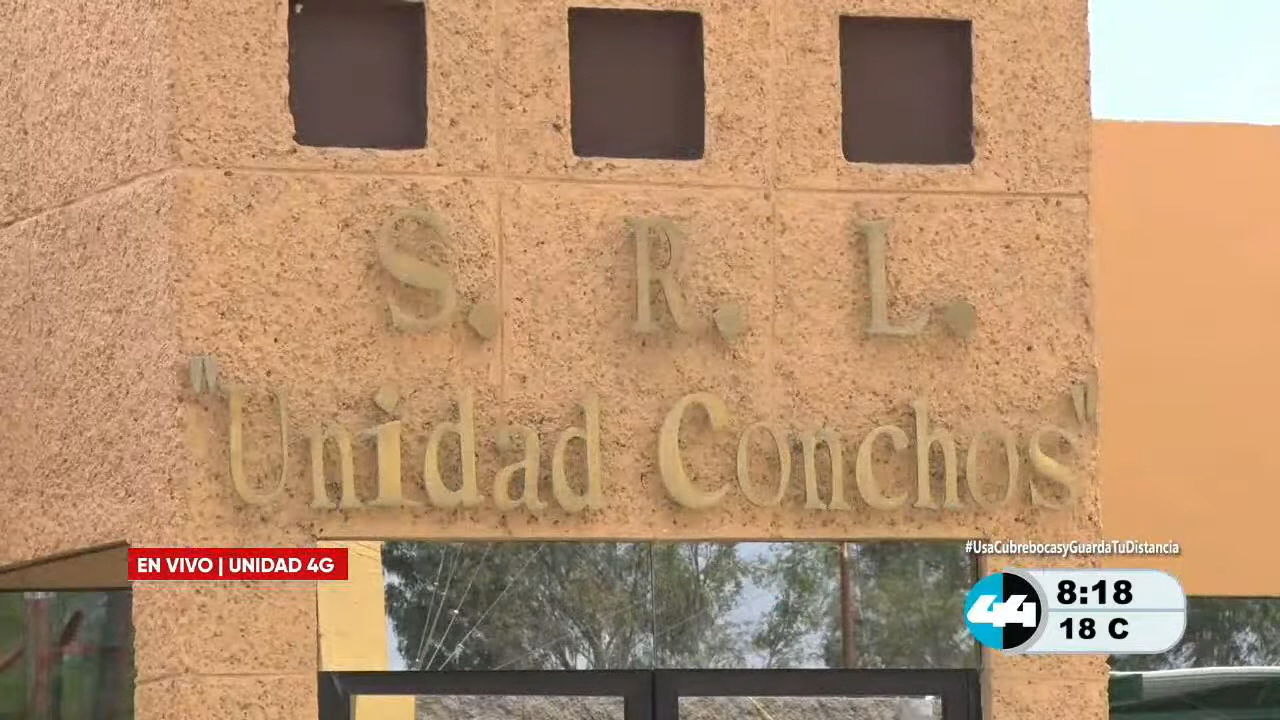 S. R. L.
"Unidad Conchos"
EN VIVO | UNIDAD 4G
#UsaCubrebocasyGuardaTuDistancia
44
8:18
18 C